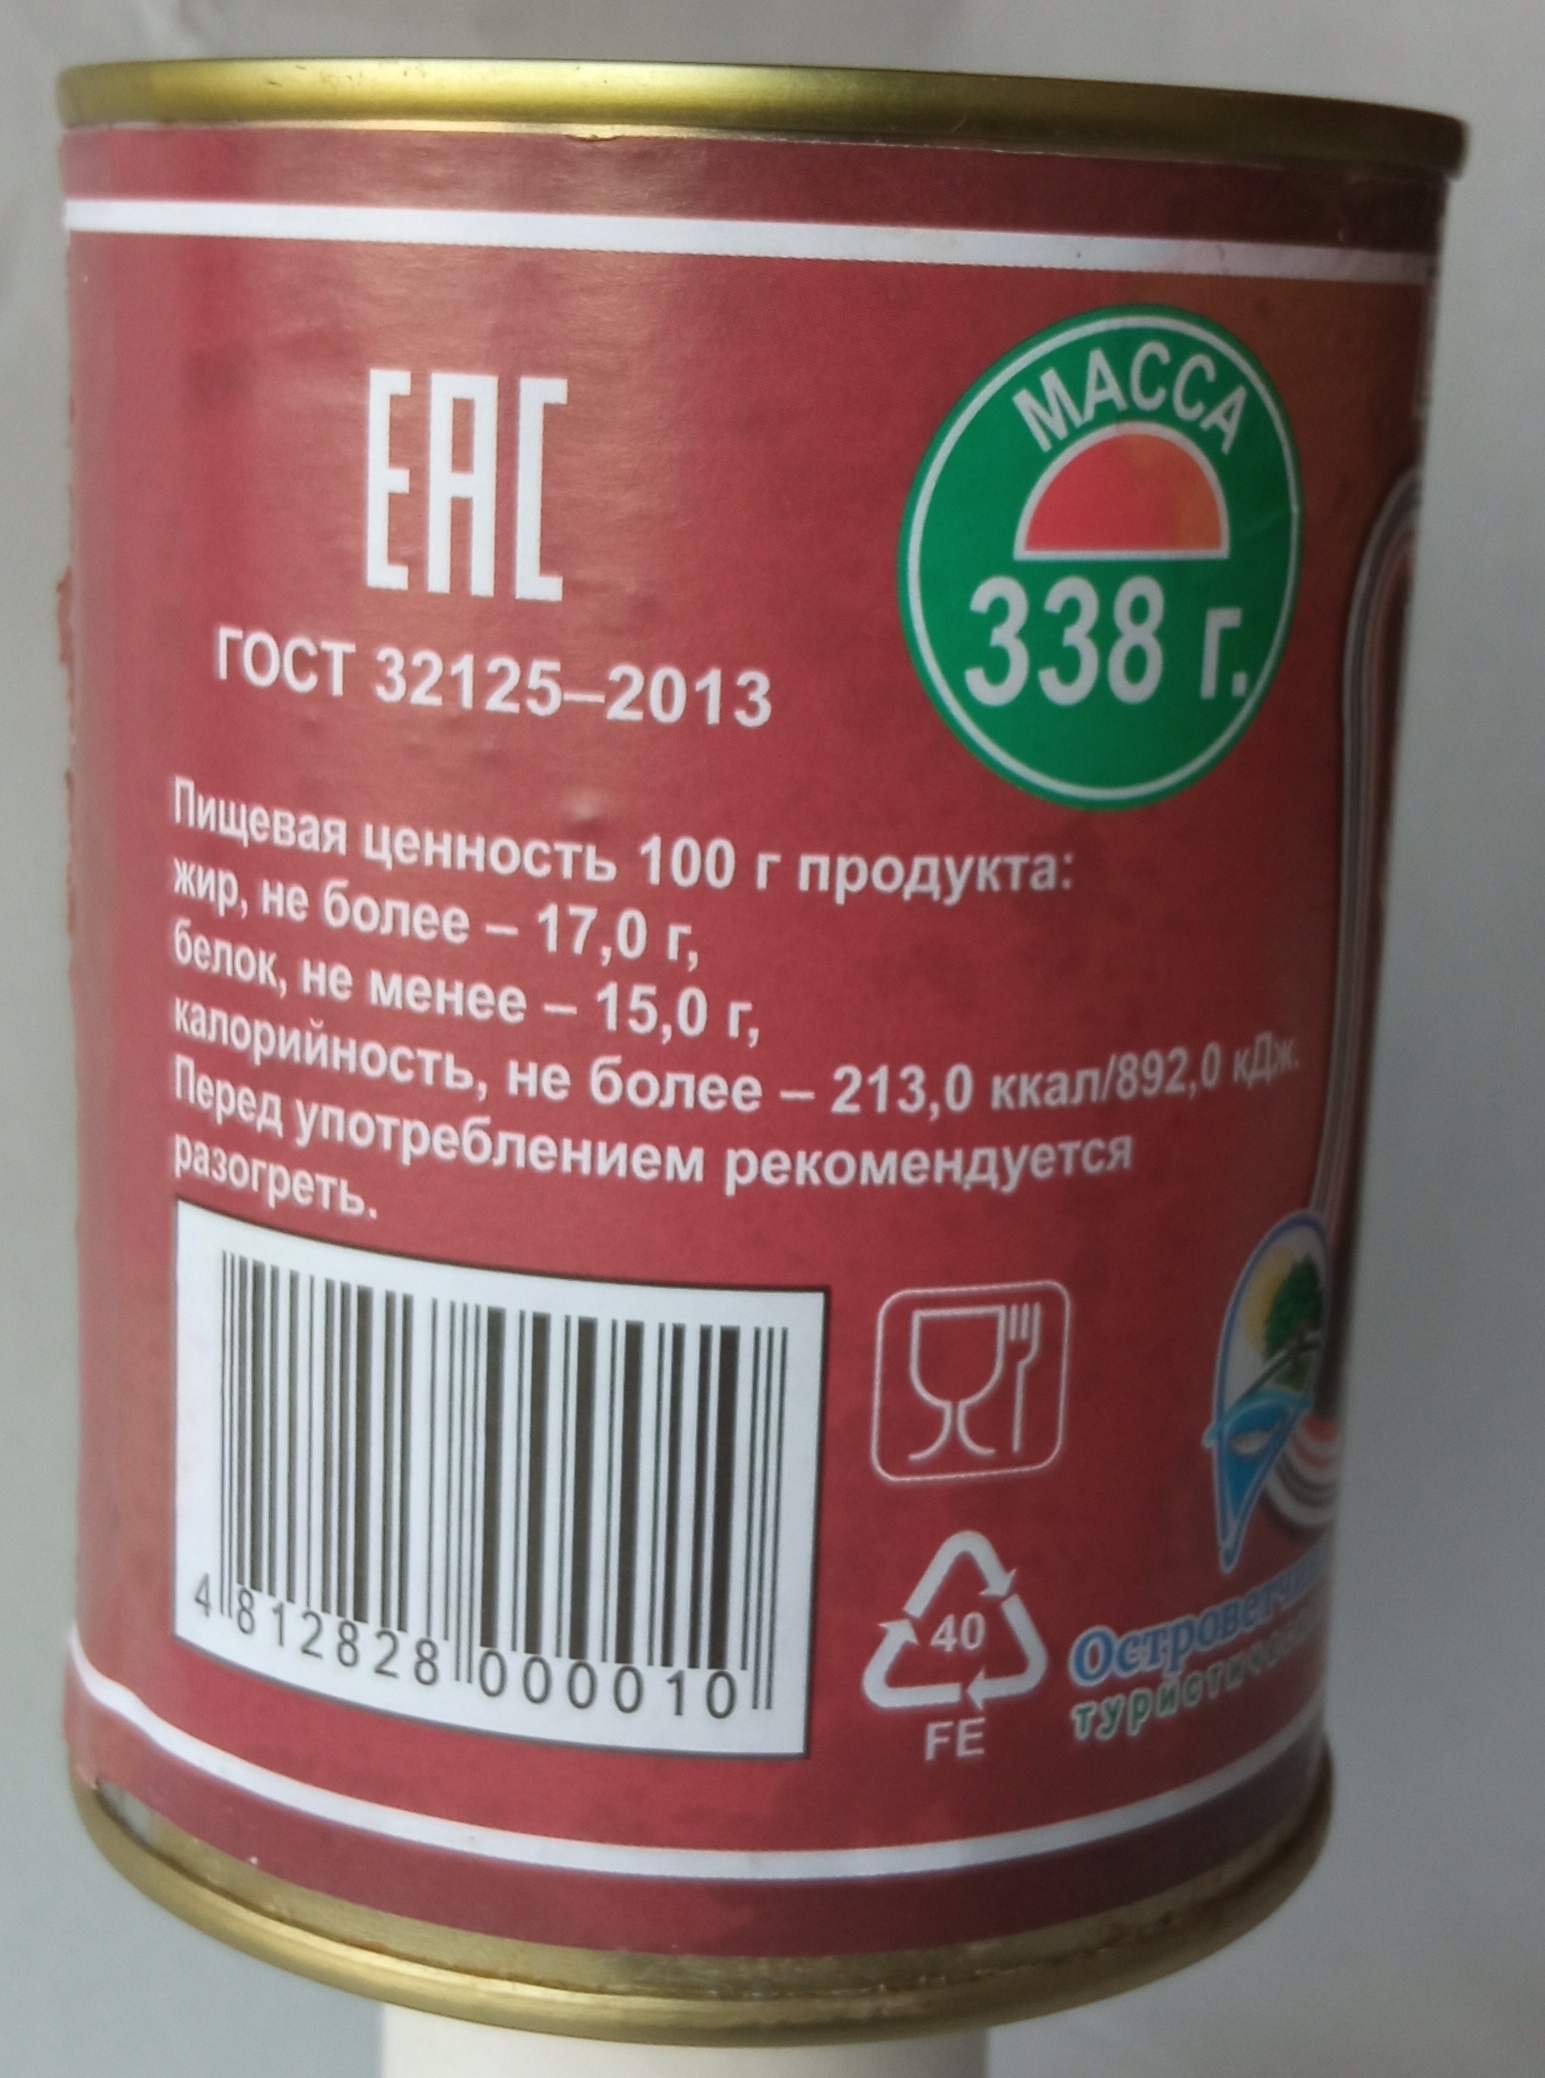 ЕАС
МАССА
338 г.
ГОСТ 32125–2013
Пищевая ценность 100 г продукта:
жир, не более – 17,0 г,
белок, не менее – 15,0 г,
калорийность, не более – 213,0 ккал/892,0 кДж.
Перед употреблением рекомендуется
разогреть.
4 812828 000010
40
FE